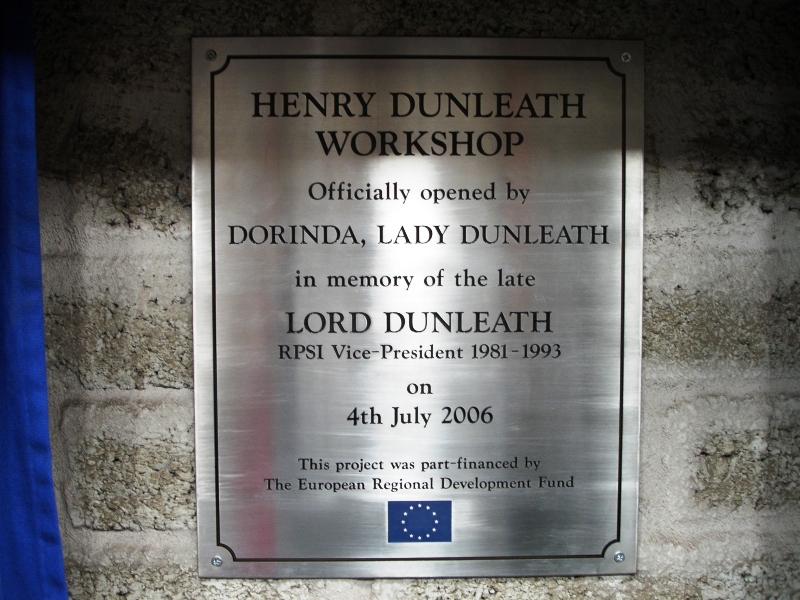 HENRY DUNLEATH
WORKSHOP
Officially opened by
DORINDA, LADY DUNLEATH
in memory of the late
LORD DUNLEATH
RPSI Vice-President 1981-1993
on
4th July 2006
This project was part-financed by
The European Regional Development Fund